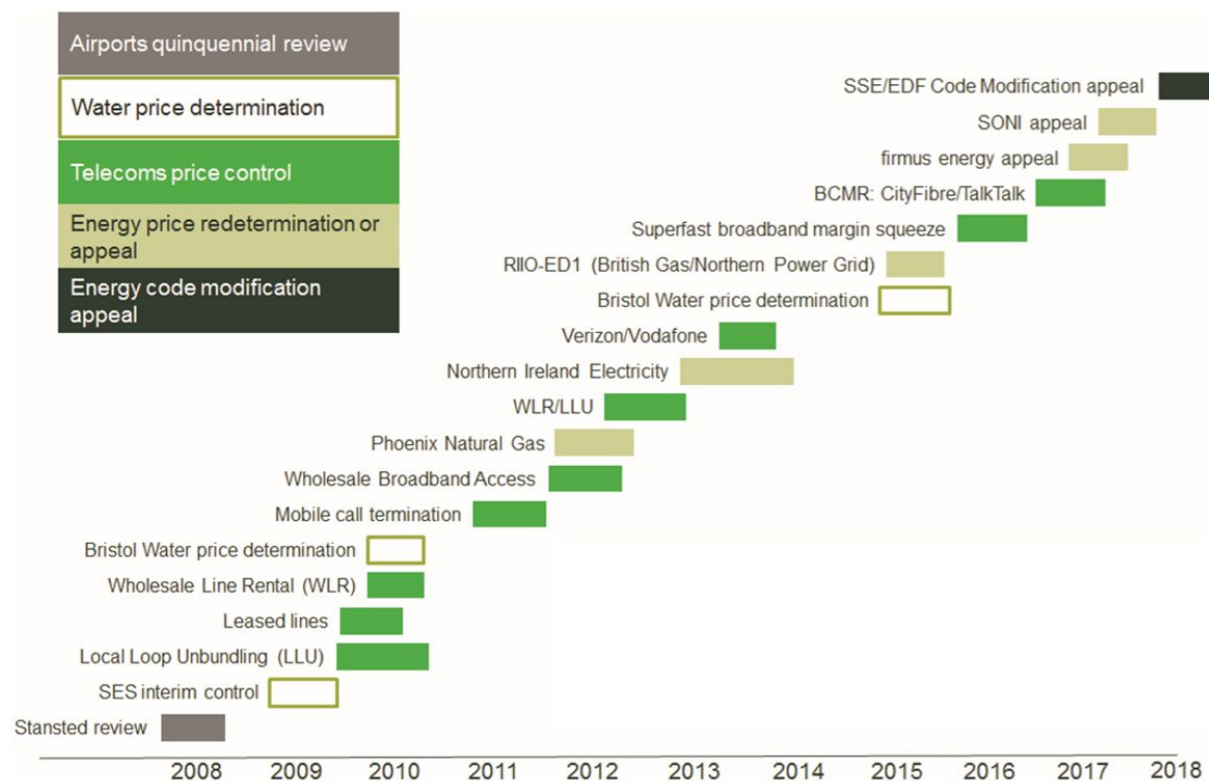 Airports quinquennial review
Water price determination
Telecoms price control
Energy price redetermination or
appeal
Energy code modification
appeal
SSE/EDF Code Modification appeal
SONI appeal
firmus energy appeal
BCMR: CityFibre/TalkTalk
Superfast broadband margin squeeze
RIIO-ED1 (British Gas/Northern Power Grid)
Bristol Water price determination
Verizon/Vodafone
Northern Ireland Electricity
WLR/LLU
Phoenix Natural Gas
Wholesale Broadband Access
Mobile call termination
Bristol Water price determination
Wholesale Line Rental (WLR)
Leased lines
Local Loop Unbundling (LLU)
SES interim control
Stansted review
2008 2009 2010 2011 2012 2013 2014 2015 2016 2017 2018